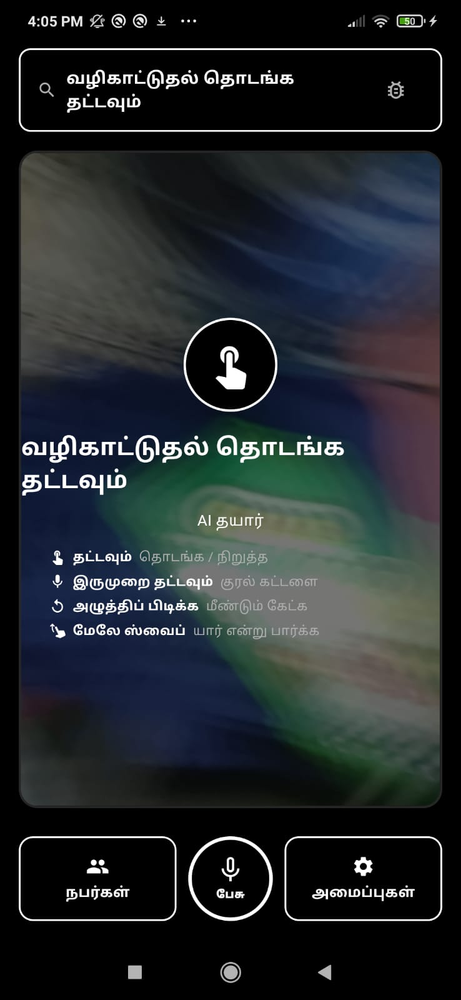 4:05 PM
50
வழிகாட்டுதல் தொடங்க
தட்டவும்
வழிகாட்டுதல் தொடங்க
தட்டவும்
AI தயார்
தட்டவும் தொடங்க / நிறுத்த
இருமுறை தட்டவும் குரல் கட்டளை
அழுத்திப் பிடிக்க மீண்டும் கேட்க
மேலே ஸ்வைப் யார் என்று பார்க்க
நபர்கள்
பேசு
அமைப்புகள்